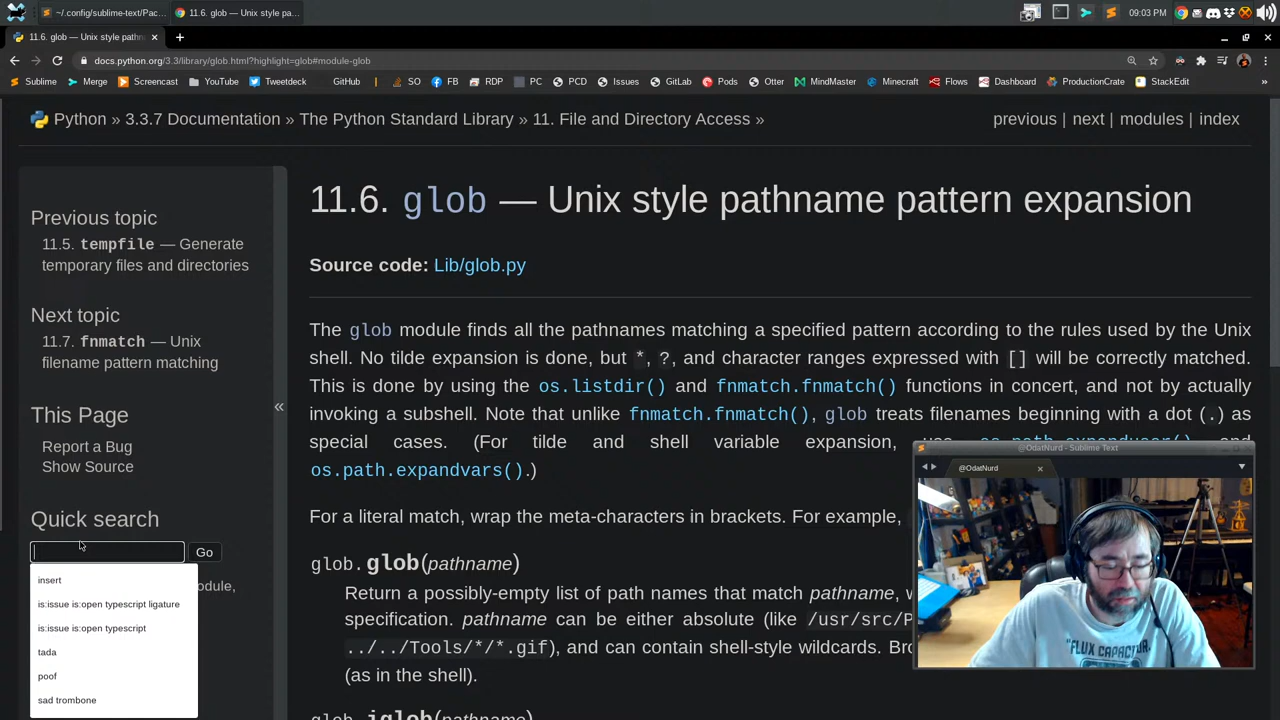 ~/.config/sublime-text/Pac...
11.6. glob — Unix style pa...
09:03 PM
11.6. glob — Unix style pathn
docs.python.org/3.3/library/glob.html?highlight=glob#module-glob
Sublime Merge Screencast YouTube Tweetdeck GitHub SO FB RDP PC PCD Issues GitLab Pods Otter MindMaster Minecraft Flows Dashboard ProductionCrate StackEdit »
Python » 3.3.7 Documentation » The Python Standard Library » 11. File and Directory Access »
previous | next | modules | index
Previous topic
11.5. tempfile — Generate
temporary files and directories
Next topic
11.7. fnmatch — Unix
filename pattern matching
This Page
Report a Bug
Show Source
Quick search
Go
odule,
insert
is:issue is:open typescript ligature
is:issue is:open typescript
tada
poof
sad trombone
«
11.6. glob — Unix style pathname pattern expansion
Source code: Lib/glob.py
The glob module finds all the pathnames matching a specified pattern according to the rules used by the Unix
shell. No tilde expansion is done, but *, ?, and character ranges expressed with [] will be correctly matched.
This is done by using the os.listdir() and fnmatch.fnmatch() functions in concert, and not by actually
invoking a subshell. Note that unlike fnmatch.fnmatch(), glob treats filenames beginning with a dot (.) as
special cases. (For tilde and shell variable expansion, use os.path.expanduser() and
os.path.expandvars().)
For a literal match, wrap the meta-characters in brackets. For example,
glob.glob(pathname)
Return a possibly-empty list of path names that match pathname, w
specification. pathname can be either absolute (like /usr/src/P
../../Tools/*/*.gif), and can contain shell-style wildcards. Bro
(as in the shell).
glob.iglob(pathname)
@OdatNurd - Sublime Text
@OdatNurd
"FLUX CAPACITOR.